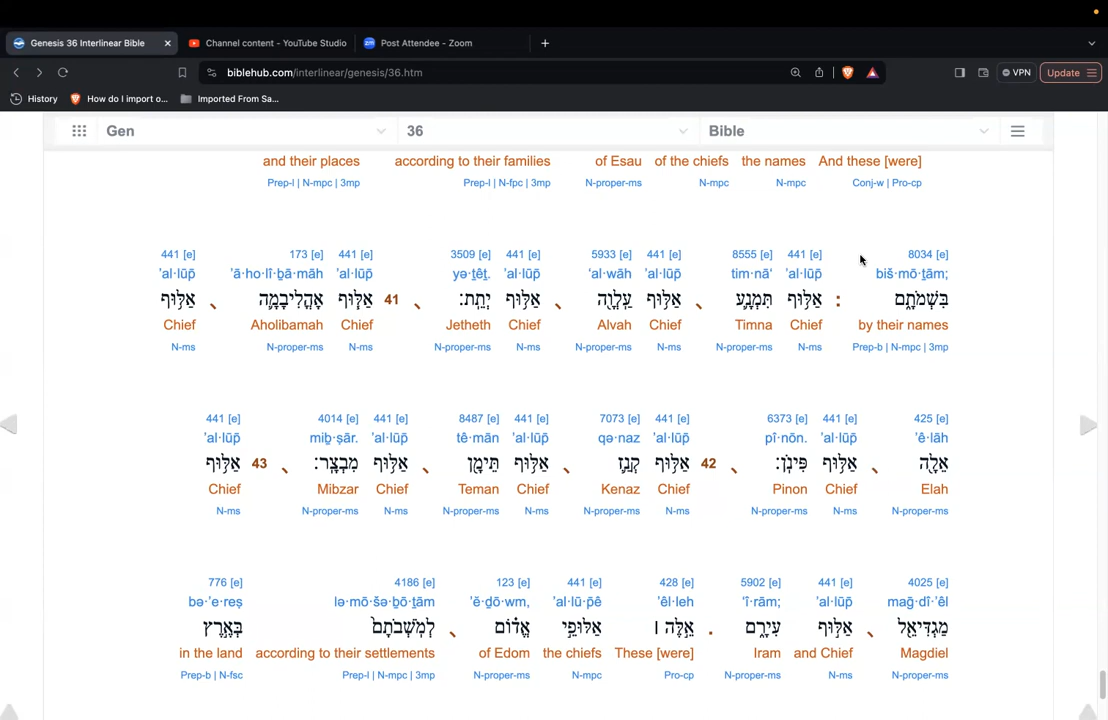 Genesis 36 Interlinear Bible
Channel content - YouTube Studio
Post Attendee - Zoom
biblehub.com/interlinear/genesis/36.htm
VPN
Update
History
How do I import o...
Imported From Sa...
Gen
36
Bible
and their places according to their families of Esau of the chiefs the names And these [were]
Prep-l | N-mpc | 3mp Prep-l | N-fpc | 3mp N-proper-ms N-mpc N-mpc Conj-w | Pro-cp
441 [e] 173 [e] 441 [e] 3509 [e] 441 [e] 5933 [e] 441 [e] 8555 [e] 441 [e] 8034 [e]
’al·lūp̄ ’ā·ho·lî·ḇā·māh ’al·lūp̄ yə·ṯêṯ. ’al·lūp̄ ‘al·wāh ’al·lūp̄ tim·nā‘ ’al·lūp̄ biš·mō·ṯām;
בִּשְׁמֹתָ֑ם : אַלּ֥וּף תִּמְנָ֛ע 、 אַלּ֥וּף עַֽלְוָ֖ה 、 אַלּ֥וּף יְתֵֽת׃ 、 41 אַלּ֧וּף אָהֳלִיבָמָ֛ה 、 אַלּ֥וּף
Chief Aholibamah Chief Jetheth Chief Alvah Chief Timna Chief by their names
N-ms N-proper-ms N-ms N-proper-ms N-ms N-proper-ms N-ms N-proper-ms N-ms Prep-b | N-mpc | 3mp
441 [e] 4014 [e] 441 [e] 8487 [e] 441 [e] 7073 [e] 441 [e] 6373 [e] 441 [e] 425 [e]
’al·lūp̄ miḇ·ṣār. ’al·lūp̄ tê·mān ’al·lūp̄ qə·naz ’al·lūp̄ pî·nōn. ’al·lūp̄ ’ê·lāh
אֵלָ֖ה 、 אַלּ֥וּף פִּינֹֽן׃ 、 42 אַלּ֥וּף קְנַ֛ז 、 אַלּ֥וּף תֵּימָ֖ן 、 אַלּ֥וּף מִבְצָֽר׃ 、 43 אַלּ֥וּף
Chief Mibzar Chief Teman Chief Kenaz Chief Pinon Chief Elah
N-ms N-proper-ms N-ms N-proper-ms N-ms N-proper-ms N-ms N-proper-ms N-ms N-proper-ms
776 [e] 4186 [e] 123 [e] 441 [e] 428 [e] 5902 [e] 441 [e] 4025 [e]
bə·’e·reṣ lə·mō·šə·ḇō·ṯām ’ĕ·ḏō·wm, ’al·lū·p̄ê ’êl·leh ‘î·rām; ’al·lūp̄ maḡ·dî·’êl
מַגְדִּיאֵ֖ל 、 אַלּ֣וּף עִירָ֑ם . אֵ֣לֶּה ׀ אַלּוּפֵ֣י אֱד֗וֹם 、 לְמֹֽשְׁבֹתָם֙ בְּאֶ֣רֶץ
in the land according to their settlements of Edom the chiefs These [were] Iram and Chief Magdiel
Prep-b | N-fsc Prep-l | N-mpc | 3mp N-proper-ms N-mpc Pro-cp N-proper-ms N-ms N-proper-ms